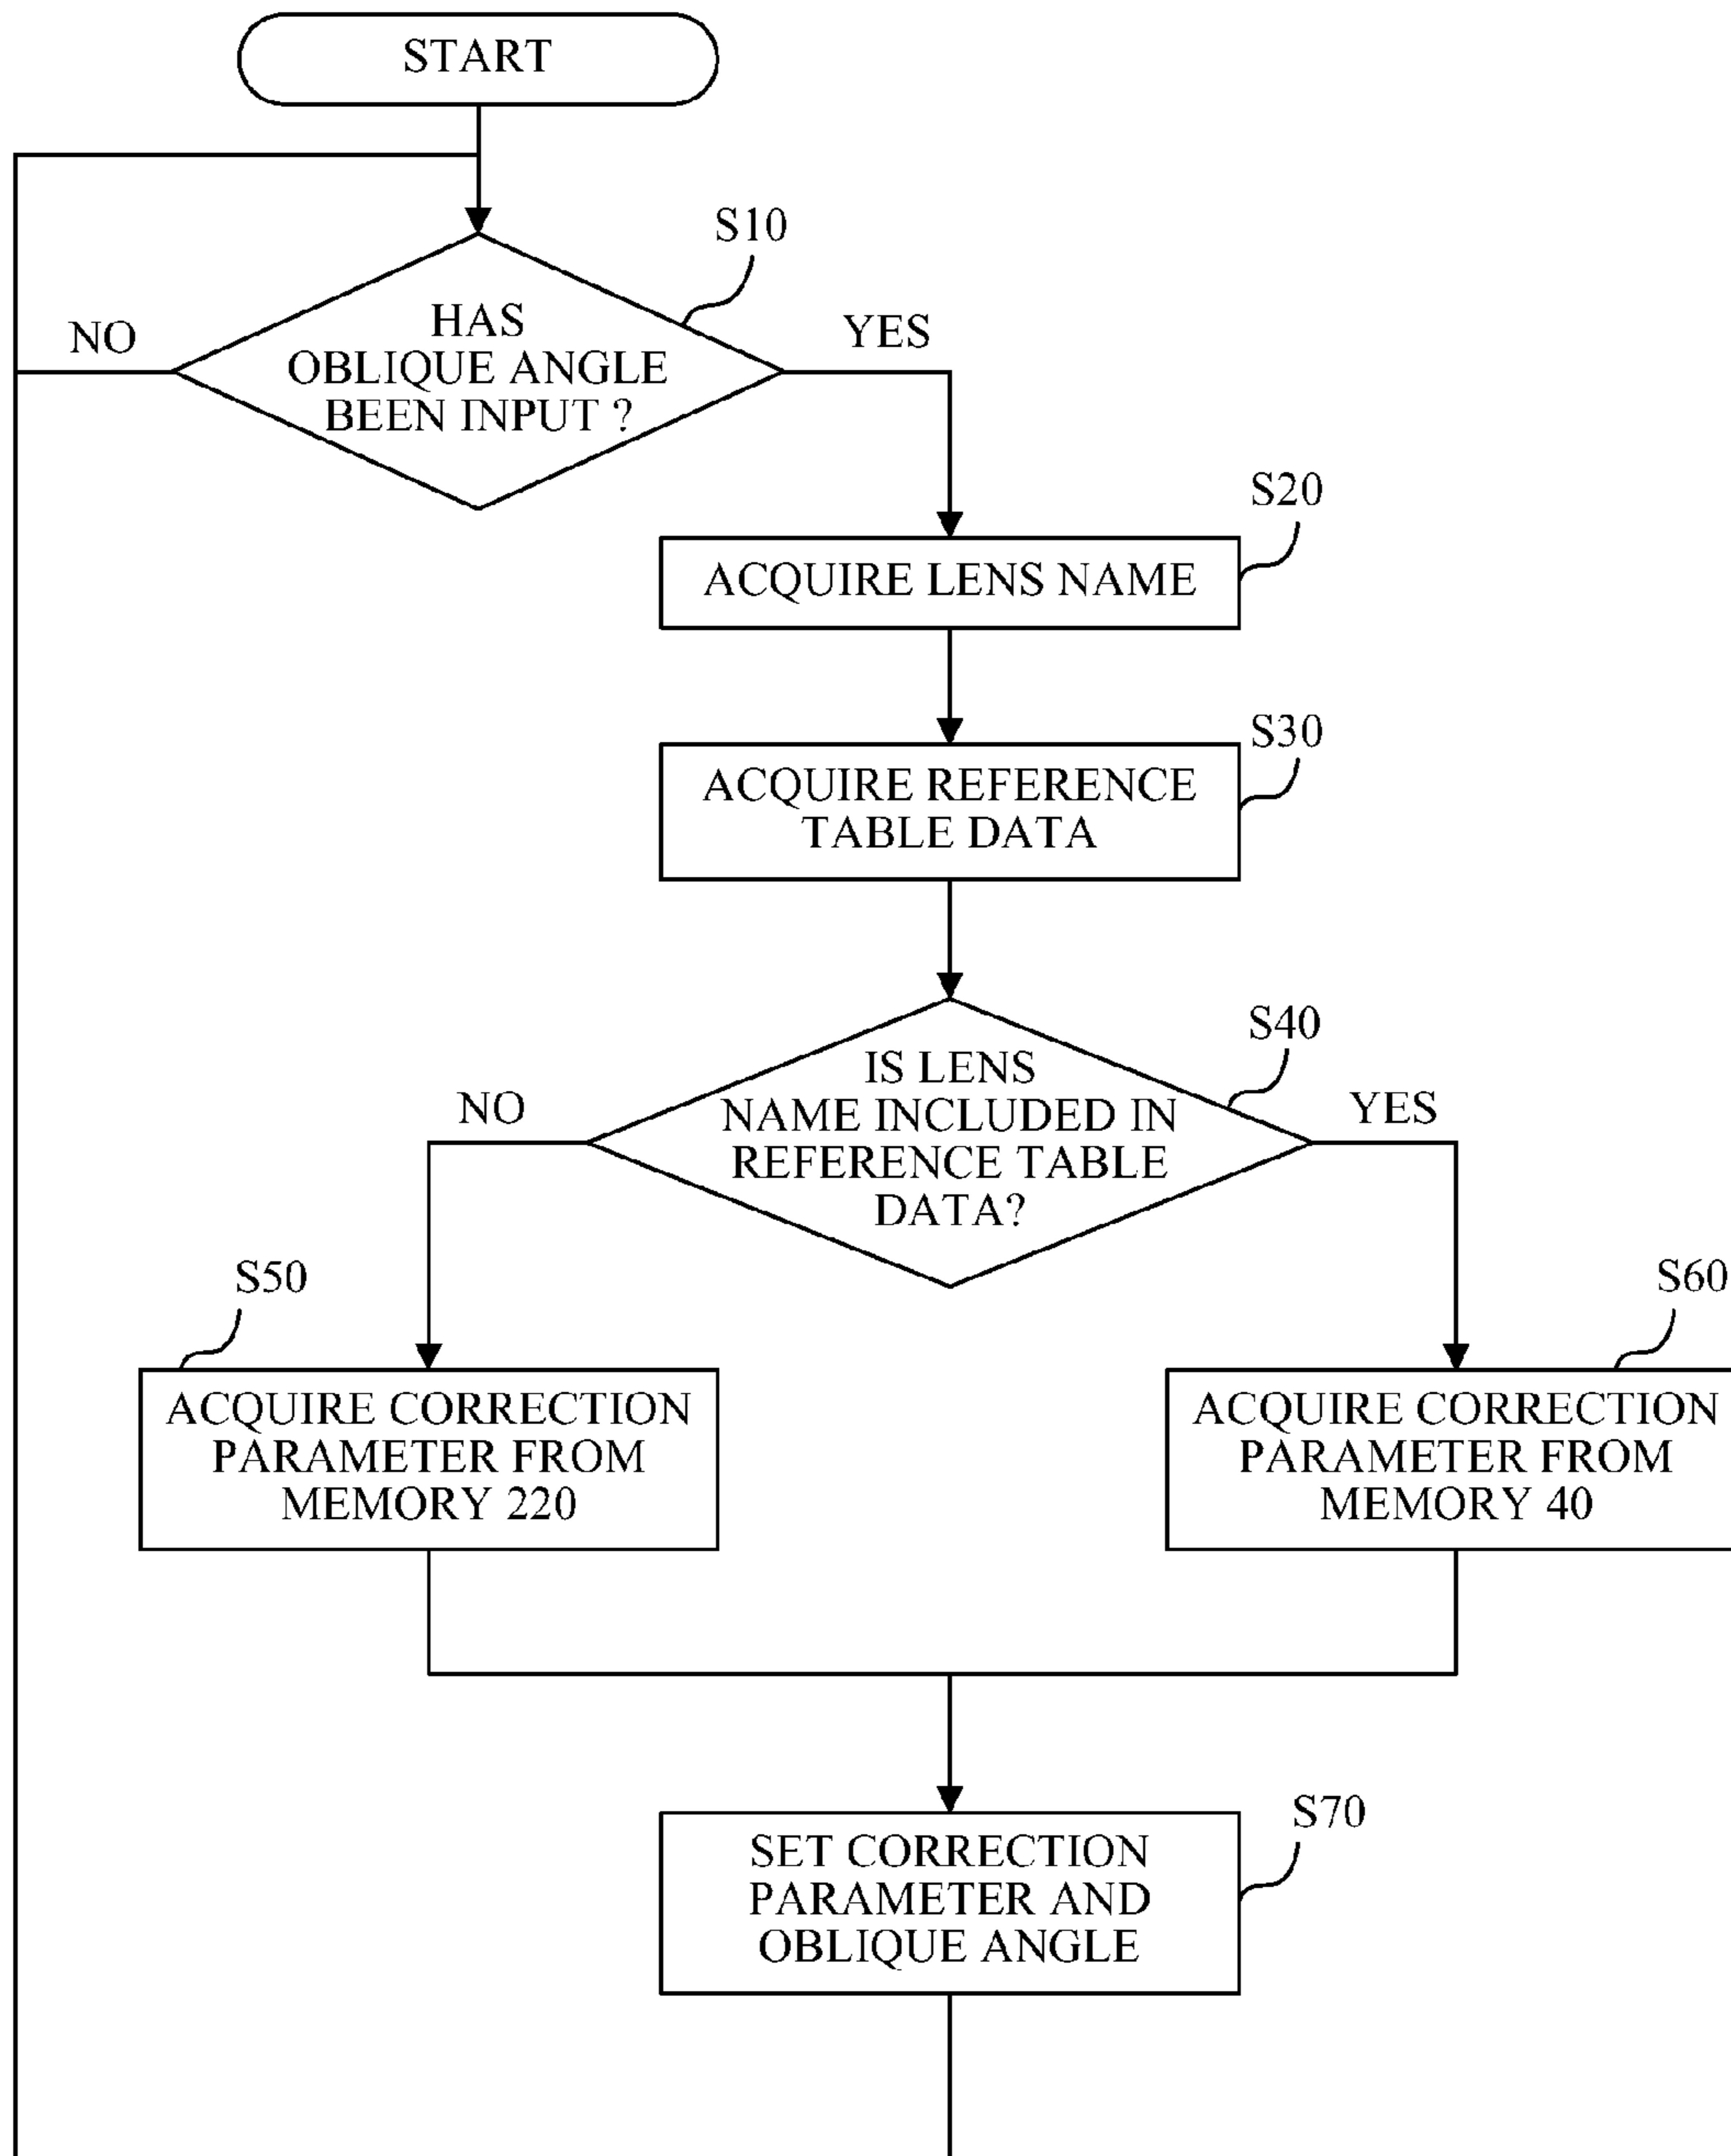 START
S10
HAS
OBLIQUE ANGLE
BEEN INPUT ?
NO
YES
S20
ACQUIRE LENS NAME
S30
ACQUIRE REFERENCE
TABLE DATA
S40
IS LENS
NAME INCLUDED IN
REFERENCE TABLE
DATA?
NO
YES
S50
ACQUIRE CORRECTION
PARAMETER FROM
MEMORY 220
S60
ACQUIRE CORRECTION
PARAMETER FROM
MEMORY 40
S70
SET CORRECTION
PARAMETER AND
OBLIQUE ANGLE